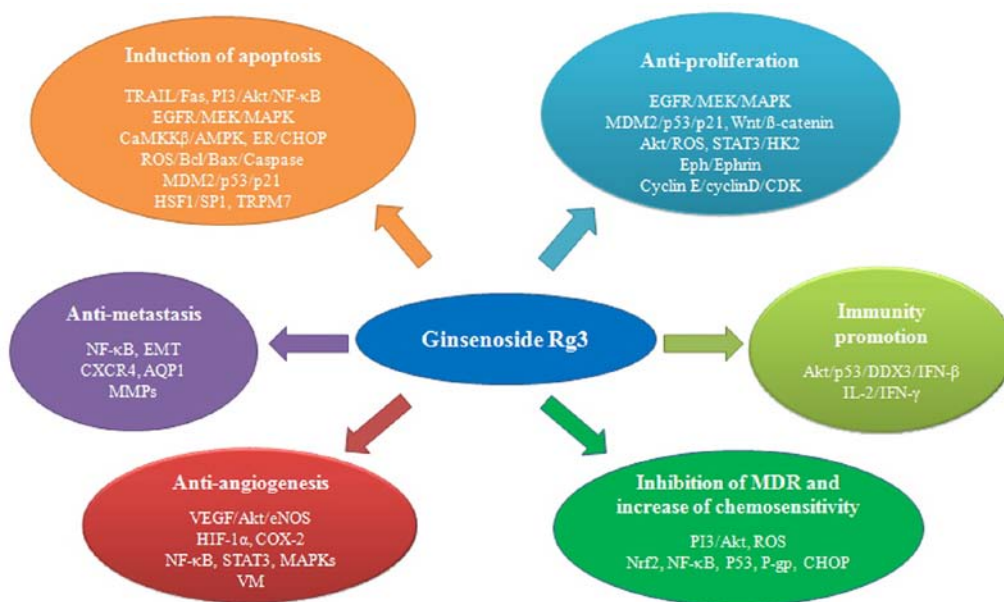 Induction of apoptosis
TRAIL/Fas, PI3/Akt/NF-κB
EGFR/MEK/MAPK
CaMKKβ/AMPK, ER/CHOP
ROS/Bcl/Bax/Caspase
MDM2/p53/p21
HSF1/SP1, TRPM7
Anti-proliferation
EGFR/MEK/MAPK
MDM2/p53/p21, Wnt/ß-catenin
Akt/ROS, STAT3/HK2
Eph/Ephrin
Cyclin E/cyclinD/CDK
Anti-metastasis
NF-κB, EMT
CXCR4, AQP1
MMPs
Ginsenoside Rg3
Immunity
promotion
Akt/p53/DDX3/IFN-β
IL-2/IFN-γ
Anti-angiogenesis
VEGF/Akt/eNOS
HIF-1α, COX-2
NF-κB, STAT3, MAPKs
VM
Inhibition of MDR and
increase of chemosensitivity
PI3/Akt, ROS
Nrf2, NF-κB, P53, P-gp, CHOP